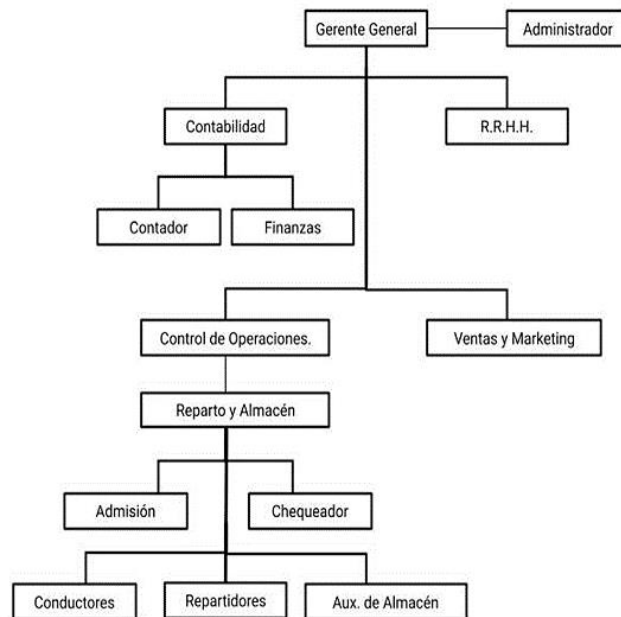 Gerente General
Administrador
Contabilidad
R.R.H.H.
Contador
Finanzas
Control de Operaciones.
Ventas y Marketing
Reparto y Almacén
Admisión
Chequeador
Conductores
Repartidores
Aux. de Almacén